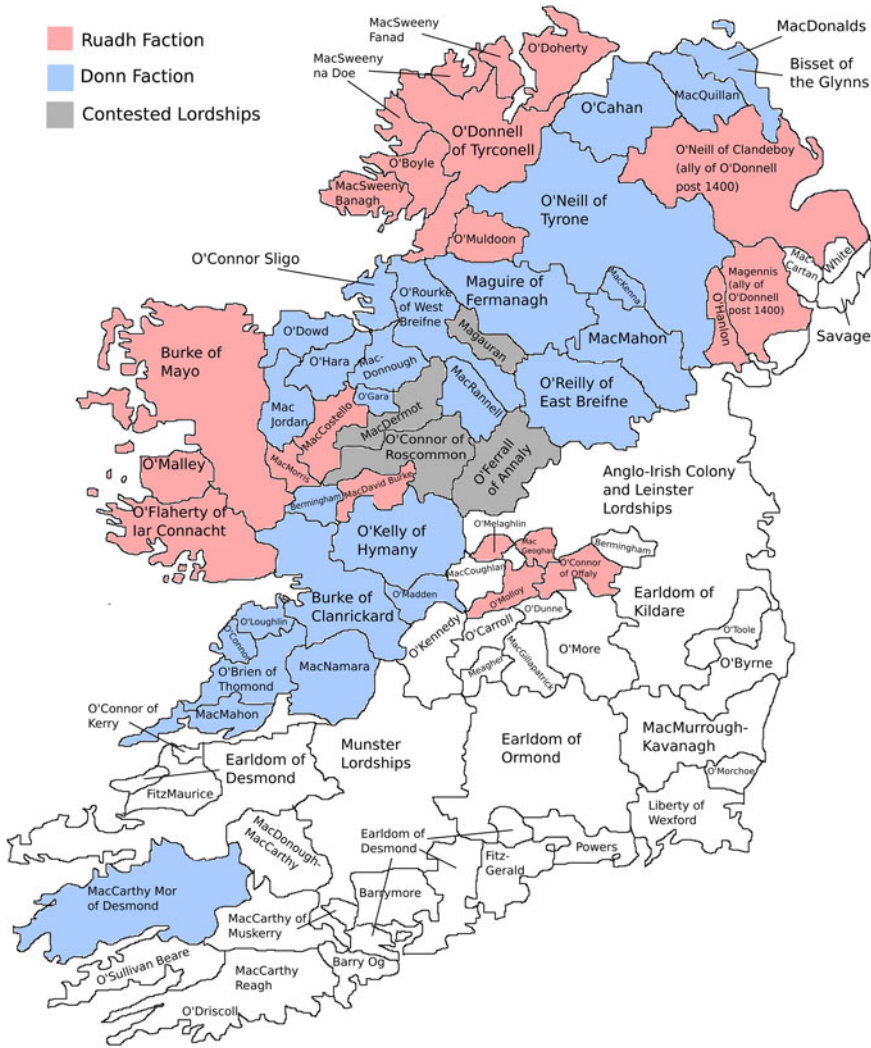 Ruadh Faction
Donn Faction
Contested Lordships
MacSweeny
Fanad
MacSweeny
na Doe
O'Doherty
MacDonalds
Bisset of
the Glynns
O'Cahan
MacQuillan
O'Donnell
of Tyrconell
O'Boyle
MacSweeny
Banagh
O'Neill of Clandeboy
(ally of O'Donnell
post 1400)
O'Neill of
Tyrone
O'Muldoon
Mac-
Cartan
White
Magennis
(ally of
O'Donnell
post 1400)
O'Hanlon
Savage
O'Connor Sligo
O'Rourke
of West
Breifne
Maguire of
Fermanagh
MacKenna
Magauran
MacMahon
O'Dowd
O'Hara
Mac-
Donnough
MacRannell
O'Reilly of
East Breifne
Burke of
Mayo
O'Gara
Mac
Jordan
MacCostello
MacDermot
O'Connor of
Roscommon
O'Ferrall
of Annaly
MacMorris
O'Malley
O'Flaherty of
Iar Connacht
Bermingham
MacDavid Burke
Anglo-Irish Colony
and Leinster
Lordships
O'Kelly of
Hymany
O'Melaghlin
Mac
Geoghan
O'Connor
of Offaly
Bermingham
MacCoughlan
O'Molloy
O'Madden
Burke of
Clanrickard
O'Dunne
Earldom of
Kildare
O'Loughlin
O'Connor
O'Kennedy
O'Carroll
O'More
O'Toole
O'Byrne
O'Brien of
Thomond
MacNamara
Meagher
MacGillapatrick
MacMahon
O'Connor of
Kerry
MacMurrough-
Kavanagh
O'Morchoe
Earldom of
Desmond
Munster
Lordships
Earldom of
Ormond
FitzMaurice
Liberty of
Wexford
MacDonough-
MacCarthy
Earldom of
Desmond
Fitz-
Gerald
Powers
MacCarthy Mor
of Desmond
Barrymore
MacCarthy of
Muskerry
O'Sullivan Beare
Barry Og
MacCarthy
Reagh
O'Driscoll